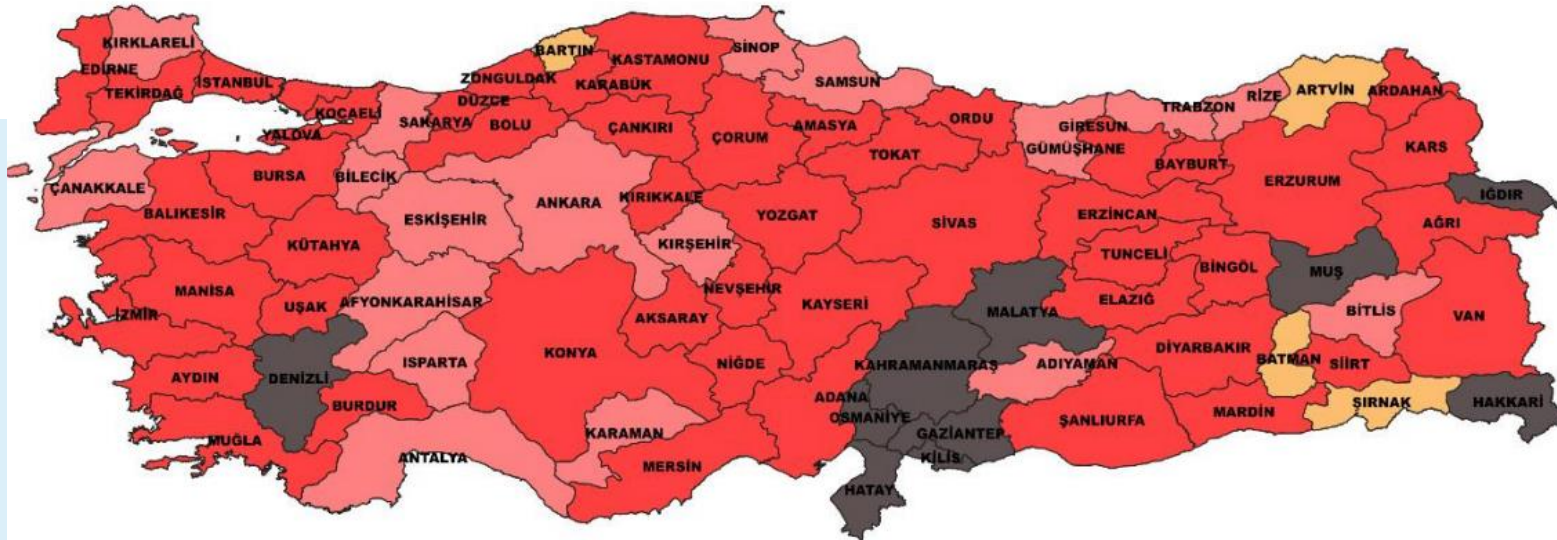 KIRKLARELİ
EDİRNE
TEKİRDAĞ
İSTANBUL
KOCAELİ
YALOVA
SAKARYA
DÜZCE
ZONGULDAK
BARTIN
KARABÜK
KASTAMONU
SİNOP
SAMSUN
BOLU
ÇANKIRI
ÇORUM
AMASYA
ORDU
TOKAT
GİRESUN
GÜMÜŞHANE
TRABZON
RİZE
ARTVİN
ARDAHAN
KARS
BAYBURT
ERZURUM
IĞDIR
AĞRI
ÇANAKKALE
BALIKESİR
BURSA
BİLECİK
ESKİŞEHİR
ANKARA
KIRIKKALE
YOZGAT
SİVAS
ERZİNCAN
TUNCELİ
BİNGÖL
MUŞ
KÜTAHYA
KIRŞEHİR
MANİSA
İZMİR
UŞAK
AFYONKARAHİSAR
NEVŞEHİR
KAYSERİ
AKSARAY
MALATYA
ELAZIĞ
BİTLİS
VAN
AYDIN
DENİZLİ
ISPARTA
KONYA
NİĞDE
KAHRAMANMARAŞ
ADIYAMAN
DİYARBAKIR
BATMAN
SİİRT
BURDUR
MUĞLA
ANTALYA
KARAMAN
MERSİN
ADANA
OSMANİYE
GAZİANTEP
KİLİS
HATAY
ŞANLIURFA
MARDİN
ŞIRNAK
HAKKARİ